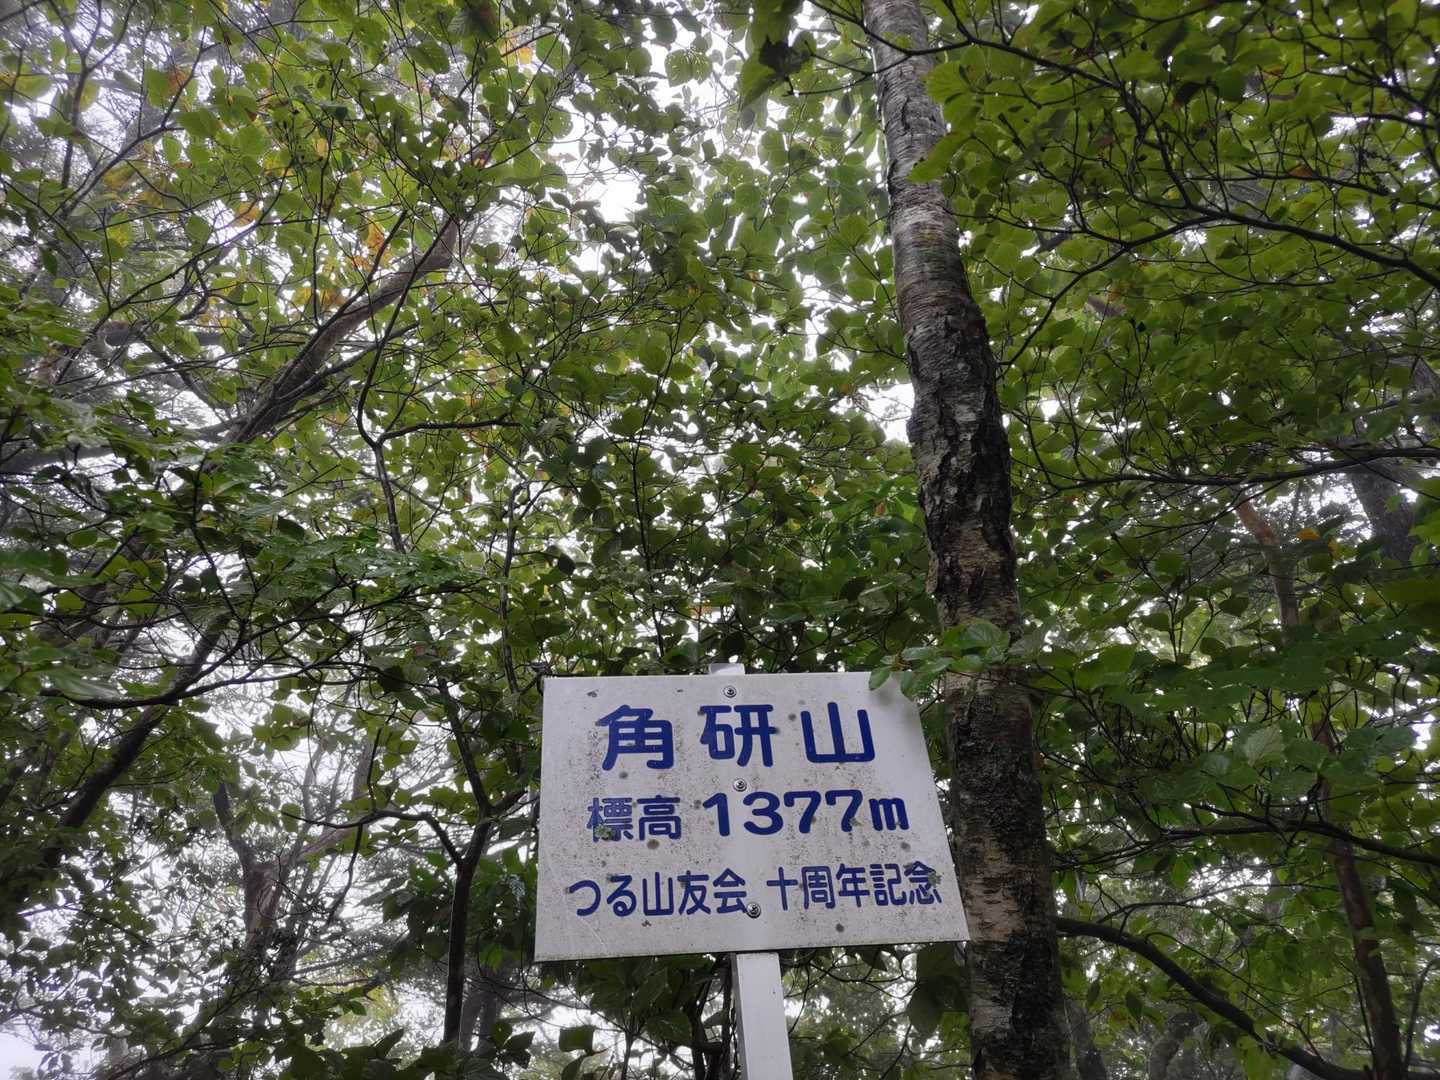 角研山
標高 1377m
つる山友会 十周年記念